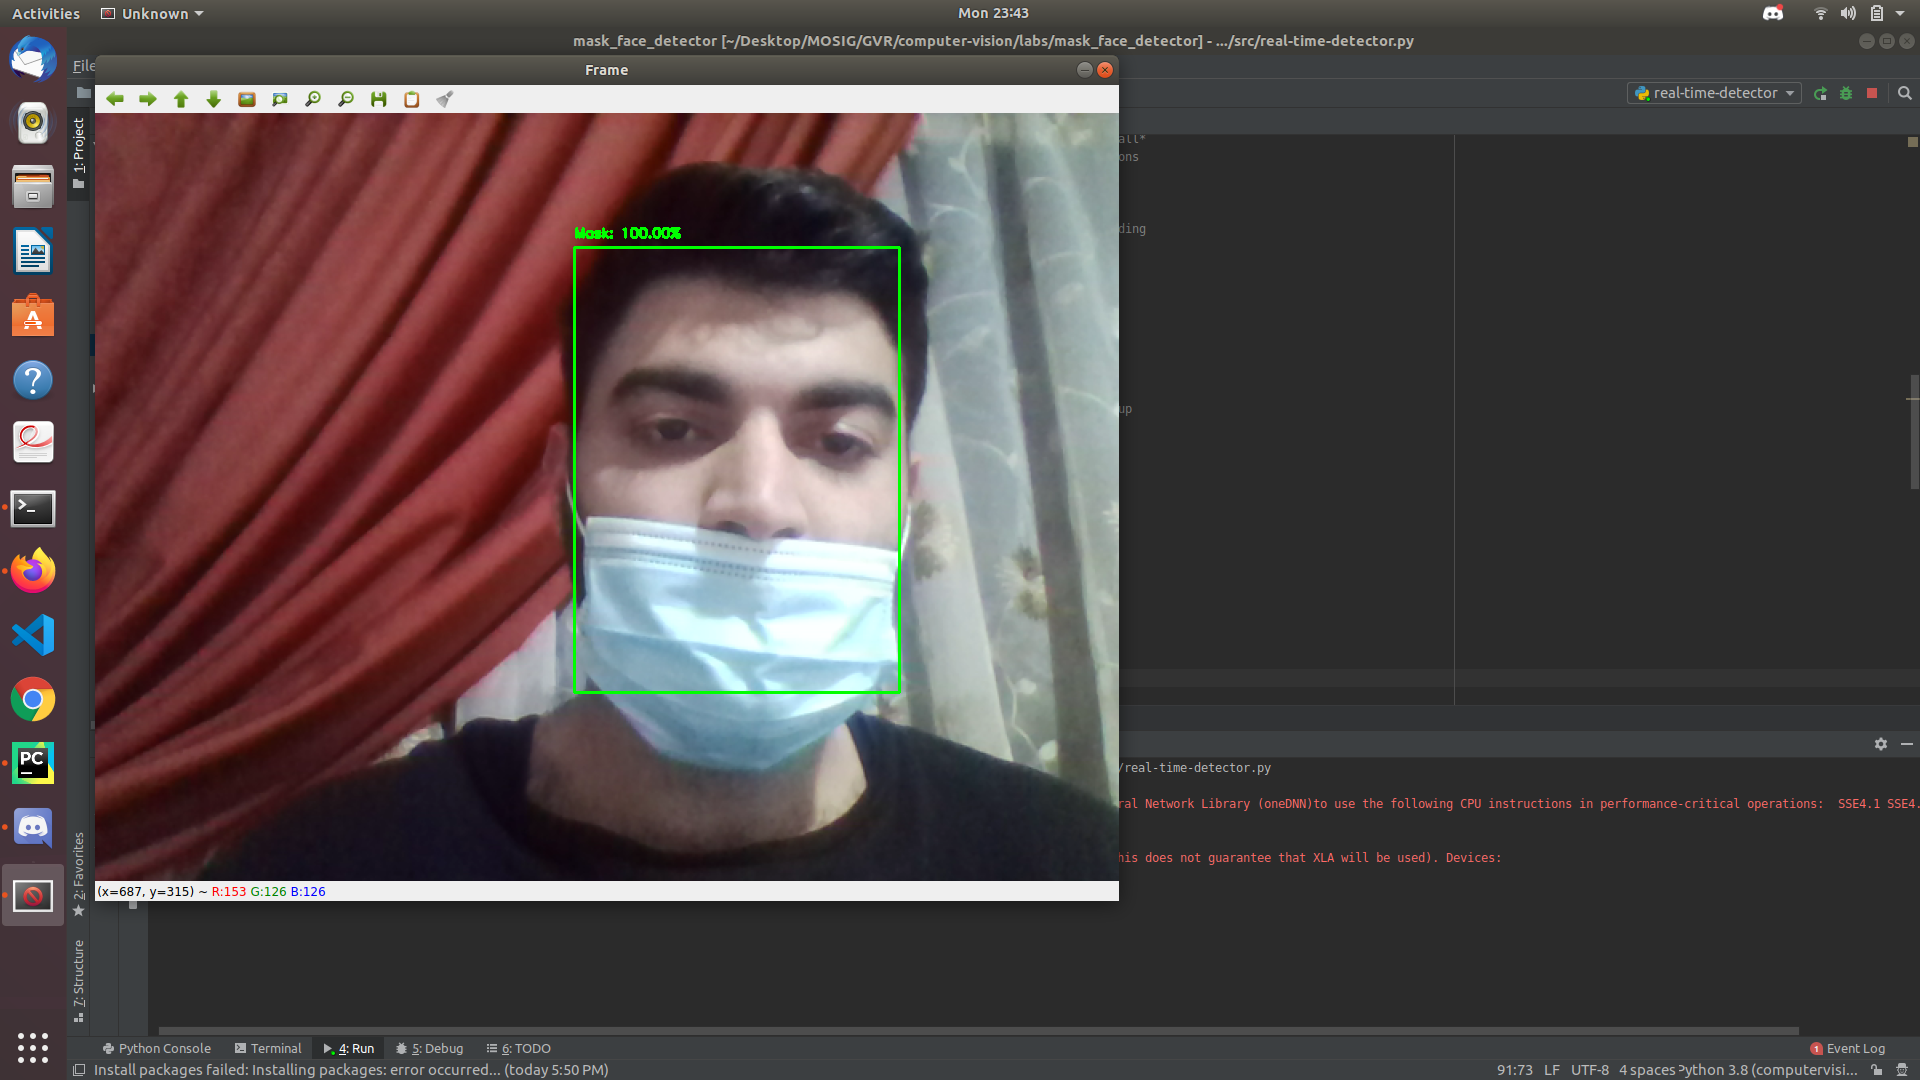 Activities
Unknown
Mon 23:43
mask_face_detector [~/Desktop/MOSIG/GVR/computer-vision/labs/mask_face_detector] - .../src/real-time-detector.py
File
Frame
real-time-detector
1: Project
all*
ons
ding
up
Mask: 100.00%
/real-time-detector.py
ral Network Library (oneDNN)to use the following CPU instructions in performance-critical operations:  SSE4.1 SSE4.
his does not guarantee that XLA will be used). Devices:
(x=687, y=315) ~ R:153 G:126 B:126
2: Favorites
7: Structure
PC
Python Console
Terminal
4: Run
5: Debug
6: TODO
1 Event Log
Install packages failed: Installing packages: error occurred... (today 5:50 PM)
91:73 LF UTF-8 4 spaces Python 3.8 (computervisi...